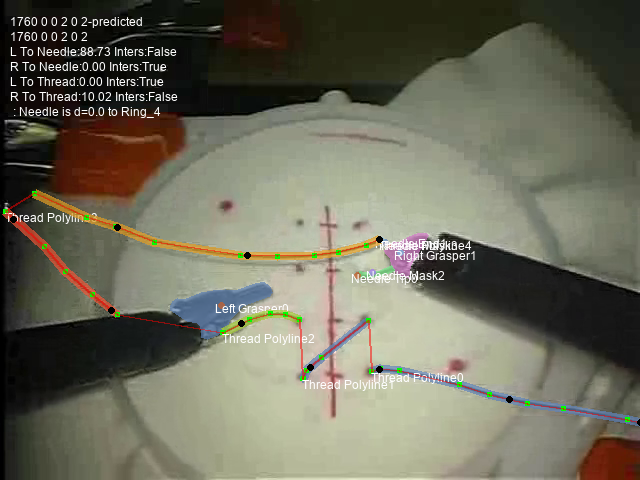 1760 0 0 2 0 2-predicted
1760 0 0 2 0 2
L To Needle:88.73 Inters:False
R To Needle:0.00 Inters:True
L To Thread:0.00 Inters:True
R To Thread:10.02 Inters:False
: Needle is d=0.0 to Ring_4
Thread Polyline3
Right Grasper1
Needle Mask2
Left Grasper0
Thread Polyline2
Thread Polyline0
Thread Polyline1